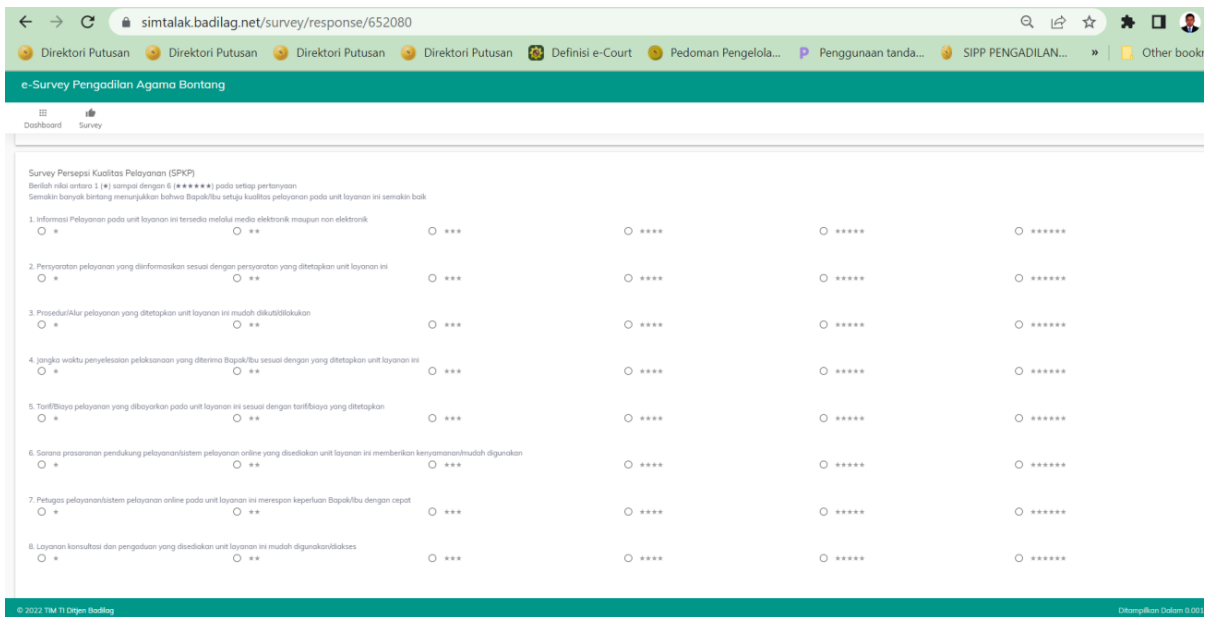 simtalak.badilag.net/survey/response/652080
Direktori Putusan Direktori Putusan Direktori Putusan Direktori Putusan Definisi e-Court Pedoman Pengelola... P Penggunaan tanda... SIPP PENGADILAN... » Other bookr
e-Survey Pengadilan Agama Bontang
Dashboard Survey
Survey Persepsi Kualitas Pelayanan (SPKP)
Berilah nilai antara 1 (★) sampai dengan 6 (★★★★★★) pada setiap pertanyaan
Semakin banyak bintang menunjukkan bahwa Bapak/Ibu setuju kualitas pelayanan pada unit layanan ini semakin baik
1. Informasi Pelayanan pada unit layanan ini tersedia melalui media elektronik maupun non elektronik
★ ★★ ★★★ ★★★★ ★★★★★ ★★★★★★
2. Persyaratan pelayanan yang diinformasikan sesuai dengan persyaratan yang ditetapkan unit layanan ini
★ ★★ ★★★ ★★★★ ★★★★★ ★★★★★★
3. Prosedur/Alur pelayanan yang ditetapkan unit layanan ini mudah diikuti/dilakukan
★ ★★ ★★★ ★★★★ ★★★★★ ★★★★★★
4. Jangka waktu penyelesaian pelaksanaan yang diterima Bapak/Ibu sesuai dengan yang ditetapkan unit layanan ini
★ ★★ ★★★ ★★★★ ★★★★★ ★★★★★★
5. Tarif/Biaya pelayanan yang dibayarkan pada unit layanan ini sesuai dengan tarif/biaya yang ditetapkan
★ ★★ ★★★ ★★★★ ★★★★★ ★★★★★★
6. Sarana prasaranan pendukung pelayanan/sistem pelayanan online yang disediakan unit layanan ini memberikan kenyamanan/mudah digunakan
★ ★★ ★★★ ★★★★ ★★★★★ ★★★★★★
7. Petugas pelayanan/sistem pelayanan online pada unit layanan ini merespon keperluan Bapak/Ibu dengan cepat
★ ★★ ★★★ ★★★★ ★★★★★ ★★★★★★
8. Layanan konsultasi dan pengaduan yang disediakan unit layanan ini mudah digunakan/diakses
★ ★★ ★★★ ★★★★ ★★★★★ ★★★★★★
© 2022 TIM TI Ditjen Badilag Ditampilkan Dalam 0.001